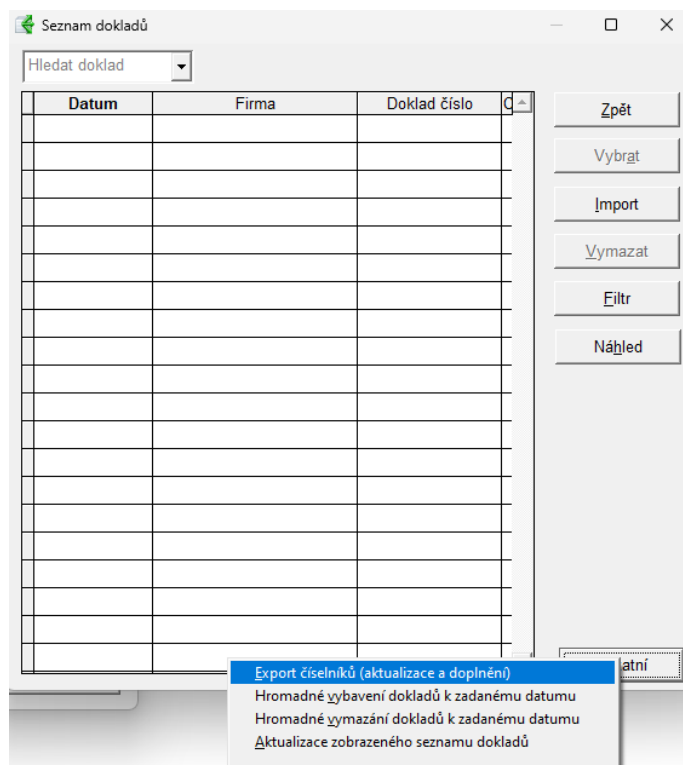 Seznam dokladů
Hledat doklad
Datum Firma Doklad číslo
Zpět
Vybrat
Import
Vymazat
Filtr
Náhled
Export číselníků (aktualizace a doplnění)
Hromadné vybavení dokladů k zadanému datumu
Hromadné vymazání dokladů k zadanému datumu
Aktualizace zobrazeného seznamu dokladů